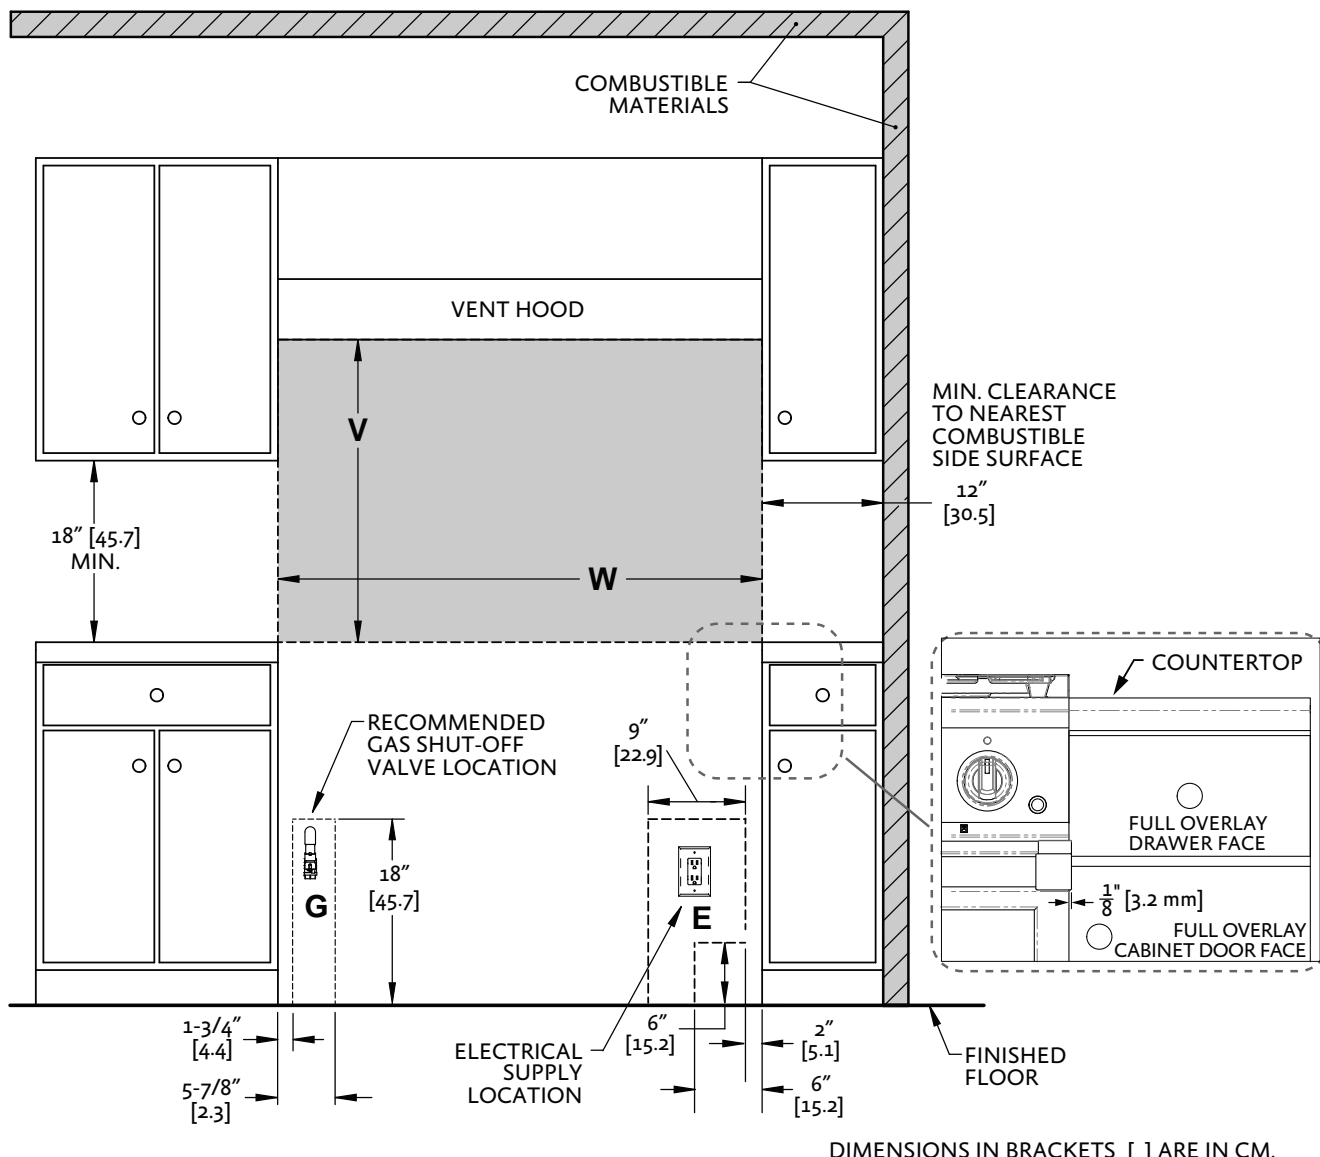 COMBUSTIBLE
MATERIALS
VENT HOOD
V
MIN. CLEARANCE
TO NEAREST
COMBUSTIBLE
SIDE SURFACE
12"
[30.5]
18" [45.7]
MIN.
W
COUNTERTOP
RECOMMENDED
GAS SHUT-OFF
VALVE LOCATION
9"
[22.9]
FULL OVERLAY
DRAWER FACE
18"
[45.7]
G
E
1/8" [3.2 mm]
FULL OVERLAY
CABINET DOOR FACE
1-3/4"
[4.4]
6"
[15.2]
2"
[5.1]
ELECTRICAL
SUPPLY
LOCATION
FINISHED
FLOOR
5-7/8"
[2.3]
6"
[15.2]
DIMENSIONS IN BRACKETS [ ] ARE IN CM.